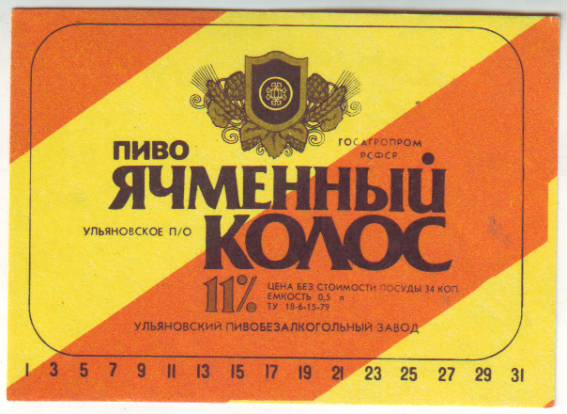 ПИВО
ГОСАГРОПРОМ
РСФСР
ЯЧМЕННЫЙ
УЛЬЯНОВСКОЕ П/О
КОЛОС
11%
ЦЕНА БЕЗ СТОИМОСТИ ПОСУДЫ 34 КОП.
ЕМКОСТЬ 0,5 л
ТУ 18-6-15-79
УЛЬЯНОВСКИЙ ПИВОБЕЗАЛКОГОЛЬНЫЙ ЗАВОД
1 3 5 7 9 11 13 15 17 19 21 23 25 27 29 31